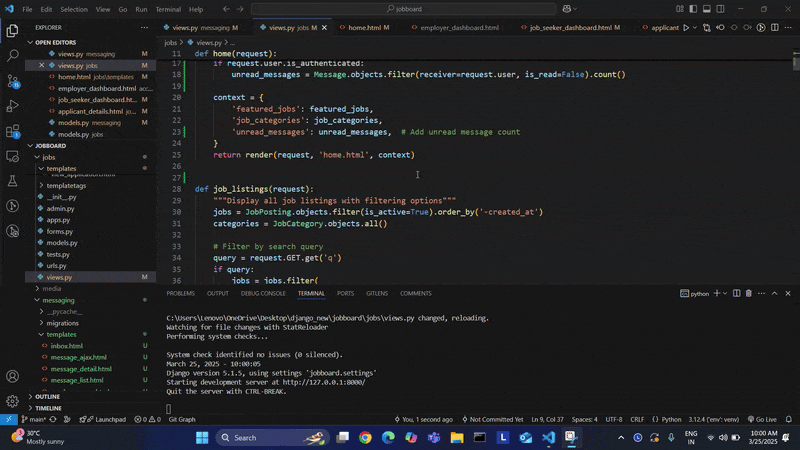 File Edit Selection View Go Run Terminal Help
jobboard
EXPLORER
OPEN EDITORS
views.py messaging M
views.py jobs M
home.html jobs\templates M
employer_dashboard.html acc...
job_seeker_dashboard.html... M
applicant_details.html acco... M
models.py messaging M
models.py jobs
JOBBOARD
jobs
templates
view_applicant.html
templatetags
__init__.py
admin.py
apps.py
forms.py
models.py
tests.py
urls.py
views.py M
media
messaging
__pycache__
migrations
templates
inbox.html
message_ajax.html
message_detail.html
message_list.html
OUTLINE
TIMELINE
views.py messaging M
views.py jobs M
home.html M
employer_dashboard.html
job_seeker_dashboard.html M
applicant
jobs > views.py > ...
11 def home(request):
17 if request.user.is_authenticated:
18 unread_messages = Message.objects.filter(receiver=request.user, is_read=False).count()
19
20 context = {
21 'featured_jobs': featured_jobs,
22 'job_categories': job_categories,
23 'unread_messages': unread_messages, # Add unread message count
24 }
25 return render(request, 'home.html', context)
26
27
28 def job_listings(request):
29 """Display all job listings with filtering options"""
30 jobs = JobPosting.objects.filter(is_active=True).order_by('-created_at')
31 categories = JobCategory.objects.all()
32
33 # Filter by search query
34 query = request.GET.get('q')
35 if query:
36 jobs = jobs.filter(
PROBLEMS OUTPUT DEBUG CONSOLE TERMINAL PORTS GITLENS COMMENTS
python
C:\Users\Lenovo\OneDrive\Desktop\django_new\jobboard\jobs\views.py changed, reloading.
Watching for file changes with StatReloader
Performing system checks...
System check identified no issues (0 silenced).
March 25, 2025 - 10:00:05
Django version 5.1.5, using settings 'jobboard.settings'
Starting development server at http://127.0.0.1:8000/
Quit the server with CTRL-BREAK.
main* Launchpad 0 0 Git Graph You, 1 second ago Not Committed Yet Ln 9, Col 37 Spaces: 4 UTF-8 CRLF Python 3.12.4 ('env': venv) Go Live
30°C
Mostly sunny
Search
ENG
IN
10:00 AM
3/25/2025